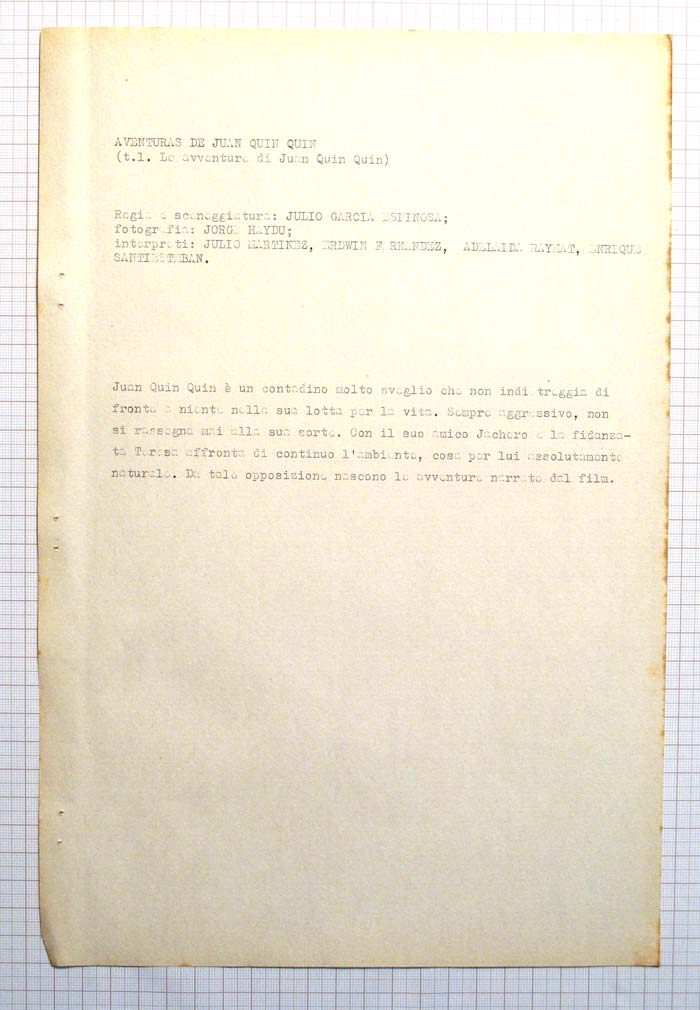 AVENTURAS DE JUAN QUIN QUIN
(t.l. Le avventure di Juan Quin Quin)
Regia e sceneggiatura: JULIO GARCIA ESPINOSA;
fotografia: JORGE HAYDU;
interpreti: JULIO MARTINEZ, ERDWIN FERNANDEZ, ADELAIDA RAYMAT, ENRIQUE
SANTIESTEBAN.
Juan Quin Quin è un contadino molto sveglio che non indietreggia di
fronte a niente nella sua lotta per la vita. Sempre aggressivo, non
si rassegna mai alla sua sorte. Con il suo amico Jachero e la fidanza-
ta Teresa affronta di continuo l'ambiente, cosa per lui assolutamente
naturale. Da tale opposizione nascono le avventure narrate dal film.